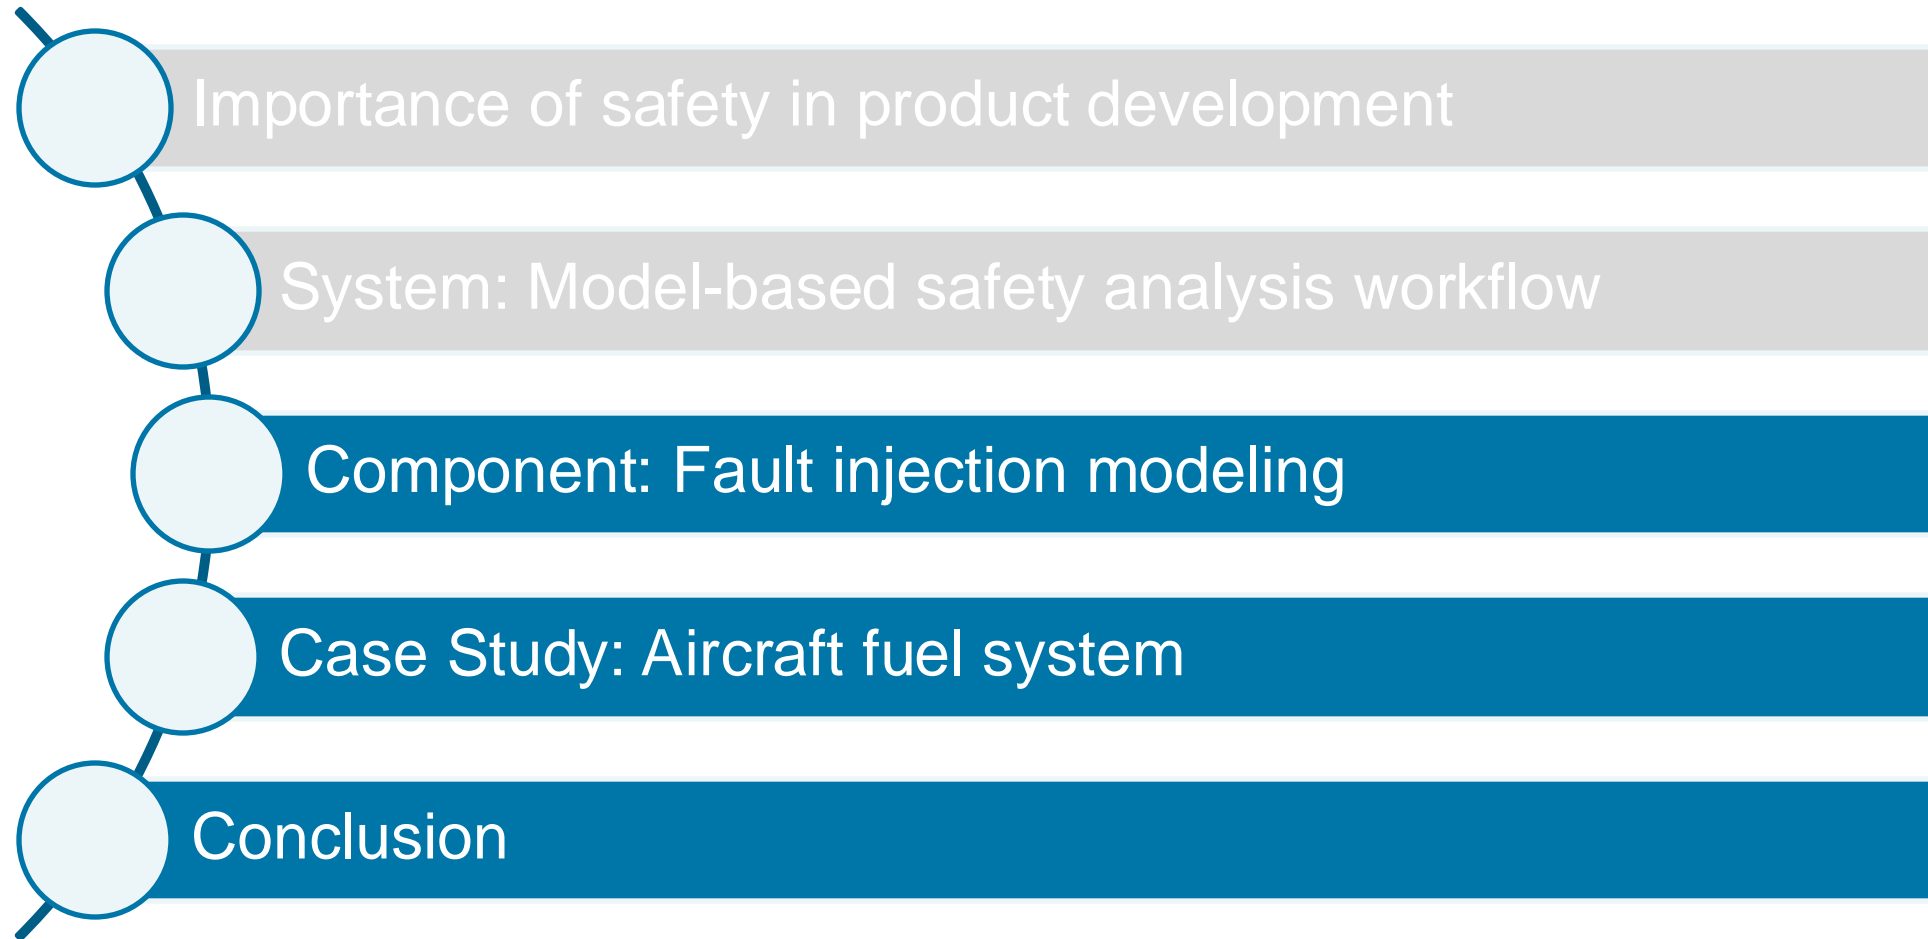 Importance of safety in product development
System: Model-based safety analysis workflow
Component: Fault injection modeling
Case Study: Aircraft fuel system
Conclusion